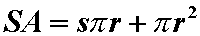 SA = sπr + πr²